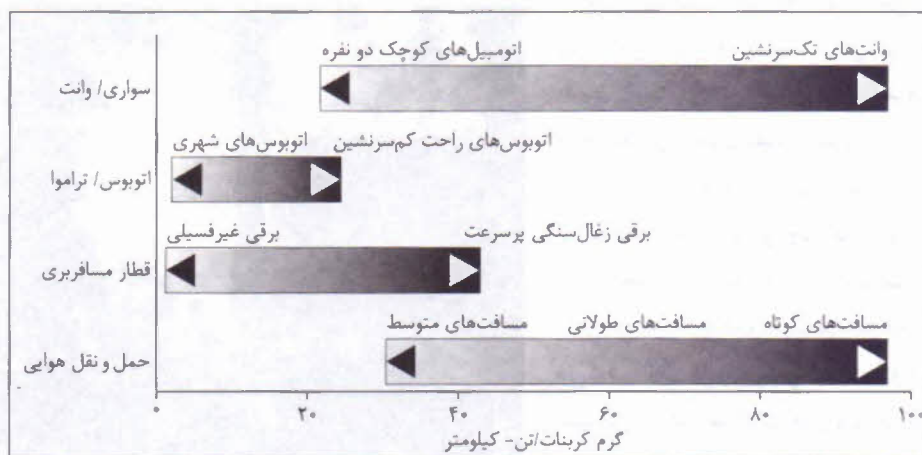 اتومبیل‌های کوچک دو نفره
وانت‌های تک‌سرنشین
سواری/ وانت
اتوبوس‌های شهری
اتوبوس‌های راحت کم‌سرنشین
اتوبوس/ تراموا
برقی غیرفسیلی
برقی زغال‌سنگی پرسرعت
قطار مسافربری
مسافت‌های متوسط
مسافت‌های طولاتی
مسافت‌های کوتاه
حمل و نقل هوایی
۰ ۲۰ ۴۰ ۶۰ ۸۰ ۱۰۰
گرم کربنات/تن- کیلومتر